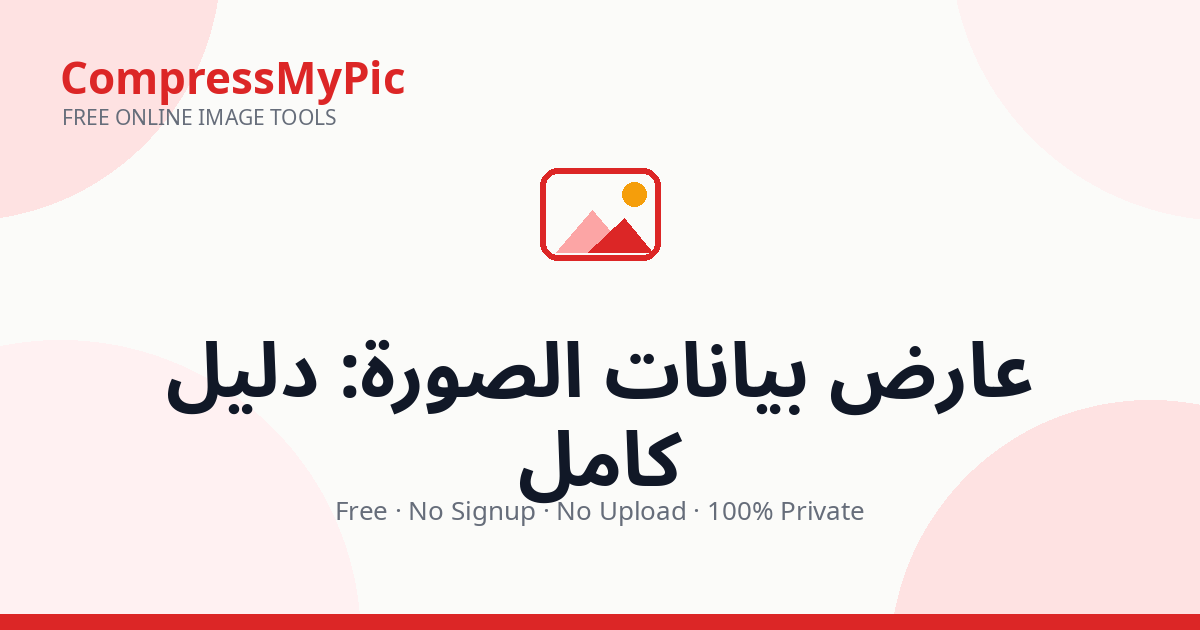 CompressMyPic
FREE ONLINE IMAGE TOOLS
عارض بيانات الصورة: دليل
كامل
Free · No Signup · No Upload · 100% Private